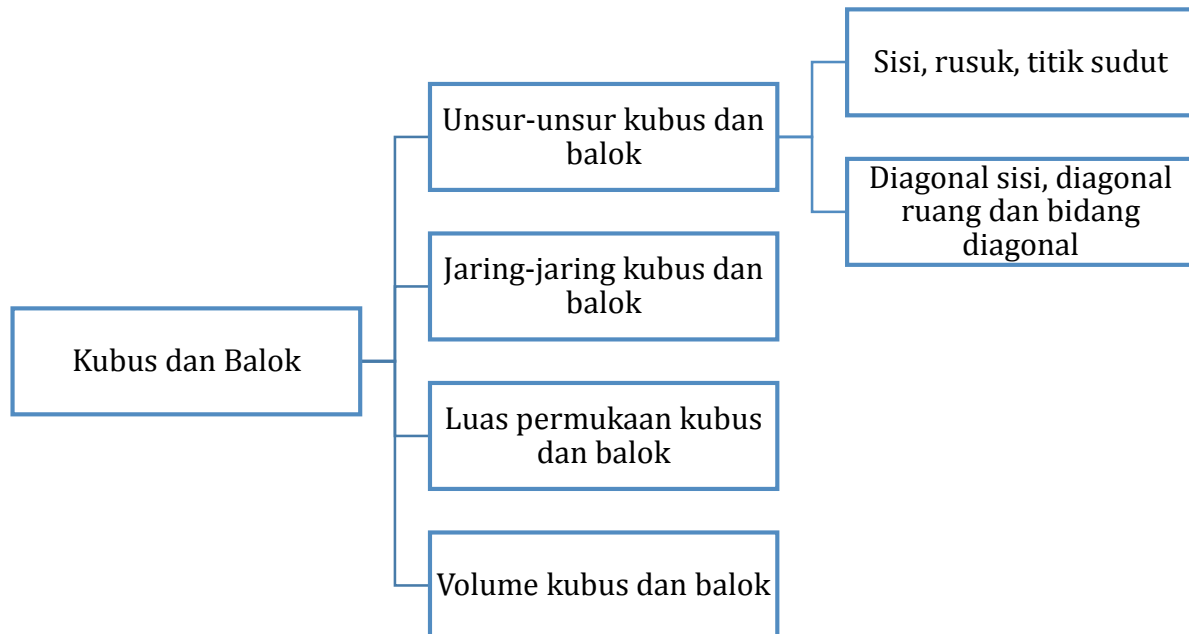 Kubus dan Balok
Unsur-unsur kubus dan
balok
Sisi, rusuk, titik sudut
Diagonal sisi, diagonal
ruang dan bidang
diagonal
Jaring-jaring kubus dan
balok
Luas permukaan kubus
dan balok
Volume kubus dan balok